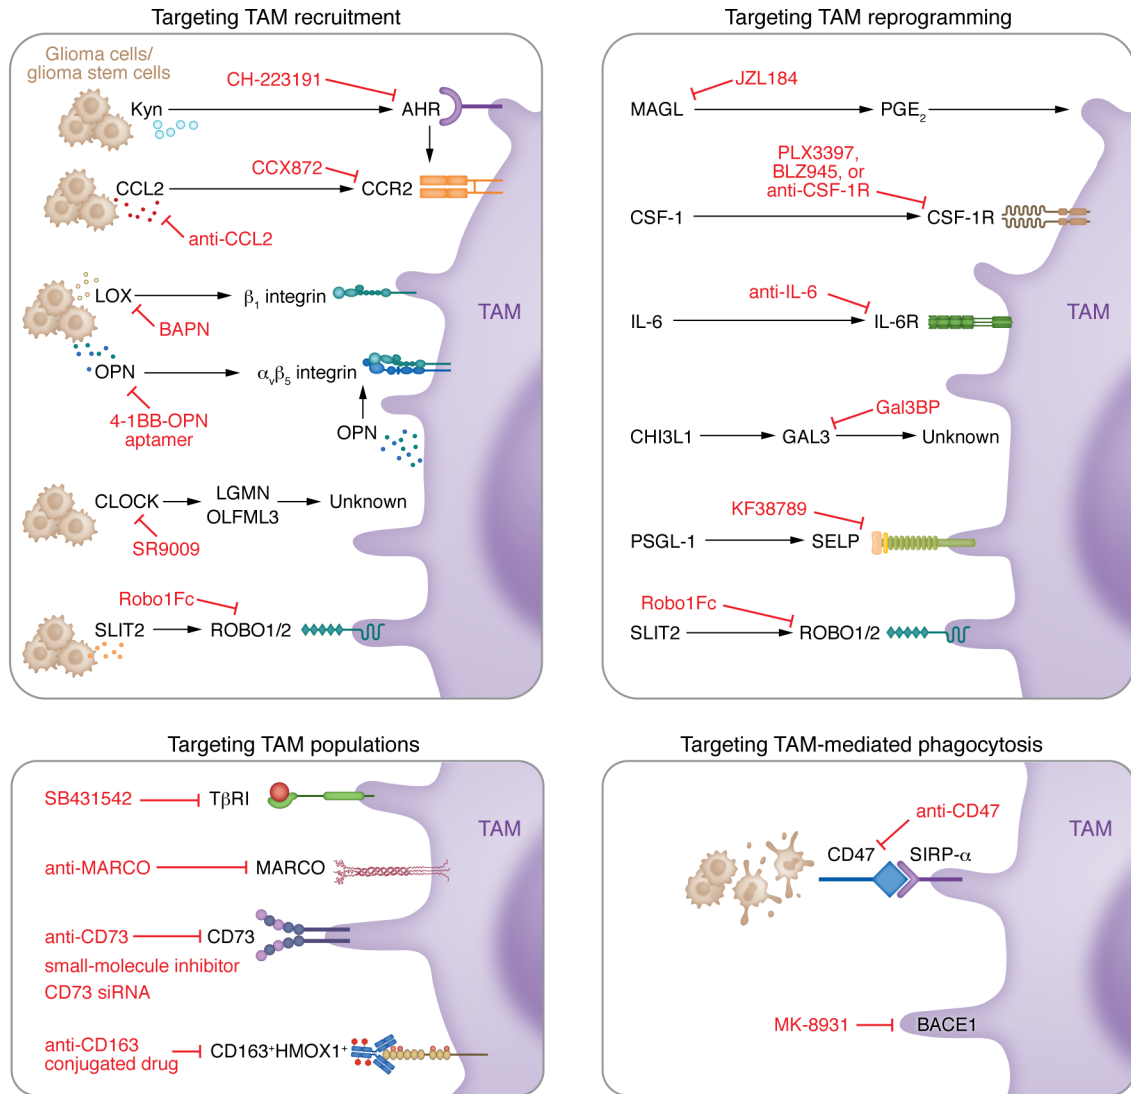 Targeting TAM recruitment
Glioma cells/
glioma stem cells
CH-223191
Kyn
AHR
CCX872
CCL2
CCR2
anti-CCL2
LOX
β1 integrin
BAPN
TAM
OPN
αvβ5 integrin
4-1BB-OPN
aptamer
OPN
CLOCK
LGMN
OLFML3
Unknown
SR9009
Robo1Fc
SLIT2
ROBO1/2
Targeting TAM reprogramming
JZL184
MAGL
PGE2
PLX3397,
BLZ945, or
anti-CSF-1R
CSF-1
CSF-1R
anti-IL-6
IL-6
IL-6R
TAM
Gal3BP
CHI3L1
GAL3
Unknown
KF38789
PSGL-1
SELP
Robo1Fc
SLIT2
ROBO1/2
Targeting TAM populations
SB431542
TβRI
TAM
anti-MARCO
MARCO
anti-CD73
CD73
small-molecule inhibitor
CD73 siRNA
anti-CD163
conjugated drug
CD163+HMOX1+
Targeting TAM-mediated phagocytosis
anti-CD47
CD47
SIRP-α
TAM
MK-8931
BACE1